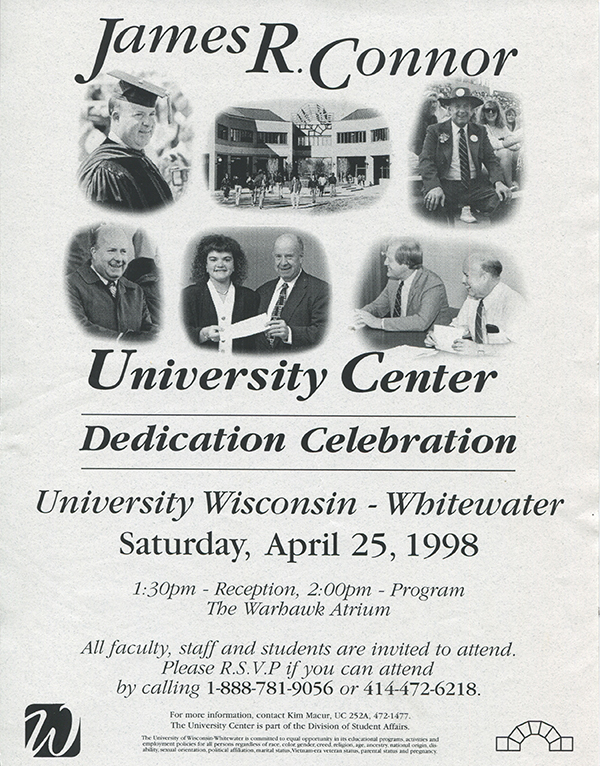 James R. Connor
University Center
Dedication Celebration
University Wisconsin - Whitewater
Saturday, April 25, 1998
1:30pm - Reception, 2:00pm - Program
The Warhawk Atrium
All faculty, staff and students are invited to attend.
Please R.S.V.P if you can attend
by calling 1-888-781-9056 or 414-472-6218.
For more information, contact Kim Macur, UC 252A, 472-1477.
The University Center is part of the Division of Student Affairs.
The University of Wisconsin-Whitewater is committed to equal opportunity in its educational programs, activities and
employment policies for all persons regardless of race, color, gender, creed, religion, age, ancestry, national origin, dis
ability, sexual orientation, political affiliation, marital status, Vietnam-era veteran status, parental status and pregnancy.
W